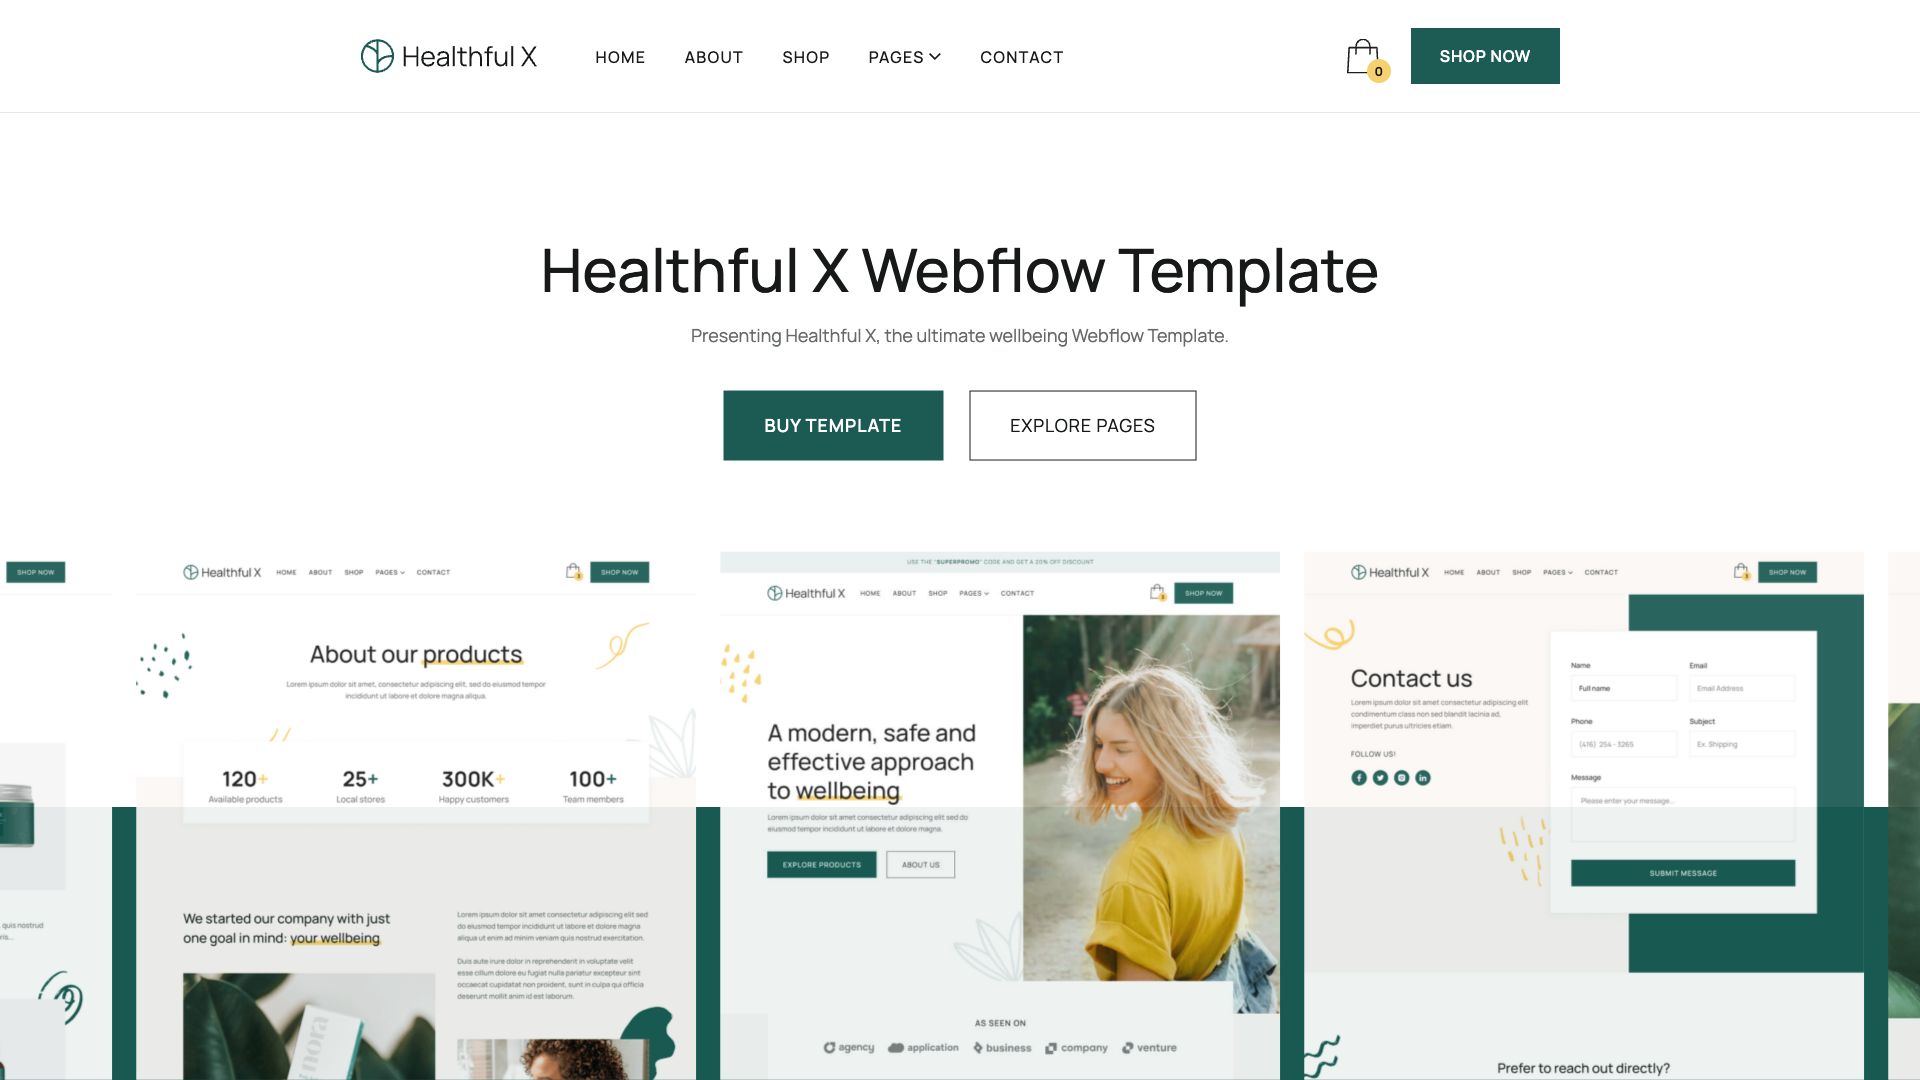 Healthful X
HOME
ABOUT
SHOP
PAGES
CONTACT
0
SHOP NOW
Healthful X Webflow Template
Presenting Healthful X, the ultimate wellbeing Webflow Template.
BUY TEMPLATE
EXPLORE PAGES
SHOP NOW
quis nostrud
Healthful X
HOME
ABOUT
SHOP
PAGES
CONTACT
3
SHOP NOW
About our products
Lorem ipsum dolor sit amet, consectetur adipiscing elit, sed do eiusmod tempor
incididunt ut labore et dolore magna aliqua.
120+
Available products
25+
Local stores
300K+
Happy customers
100+
Team members
We started our company with just
one goal in mind: your wellbeing
Lorem ipsum dolor sit amet consectetur adipiscing elit sed
do eiusmod tempor incididunt ut labore et dolore magna
aliqua ut enim ad minim veniam quis nostrud exercitation.
Duis aute irure dolor in reprehenderit in voluptate velit
esse cillum dolore eu fugiat nulla pariatur excepteur sint
occaecat cupidatat non proident, sunt in culpa qui officia
deserunt mollit anim id est laborum.
USE THE "SUPERPROMO" CODE AND GET A 20% OFF DISCOUNT
Healthful X
HOME
ABOUT
SHOP
PAGES
CONTACT
3
SHOP NOW
A modern, safe and
effective approach
to wellbeing
Lorem ipsum dolor sit amet consectetur adipiscing elit sed do
eiusmod tempor incididunt ut labore et dolore magna.
EXPLORE PRODUCTS
ABOUT US
AS SEEN ON
agency
application
business
company
venture
Healthful X
HOME
ABOUT
SHOP
PAGES
CONTACT
3
SHOP NOW
Contact us
Lorem ipsum dolor sit amet, consectetur adipiscing elit
condimentum class non sed blandit lacinia ad,
imperdiet purus ultricies etiam.
FOLLOW US!
Name
Email
Full name
Email Address
Phone
Subject
(416) 254 - 3265
Ex. Shipping
Message
Please enter your message...
SUBMIT MESSAGE
Prefer to reach out directly?